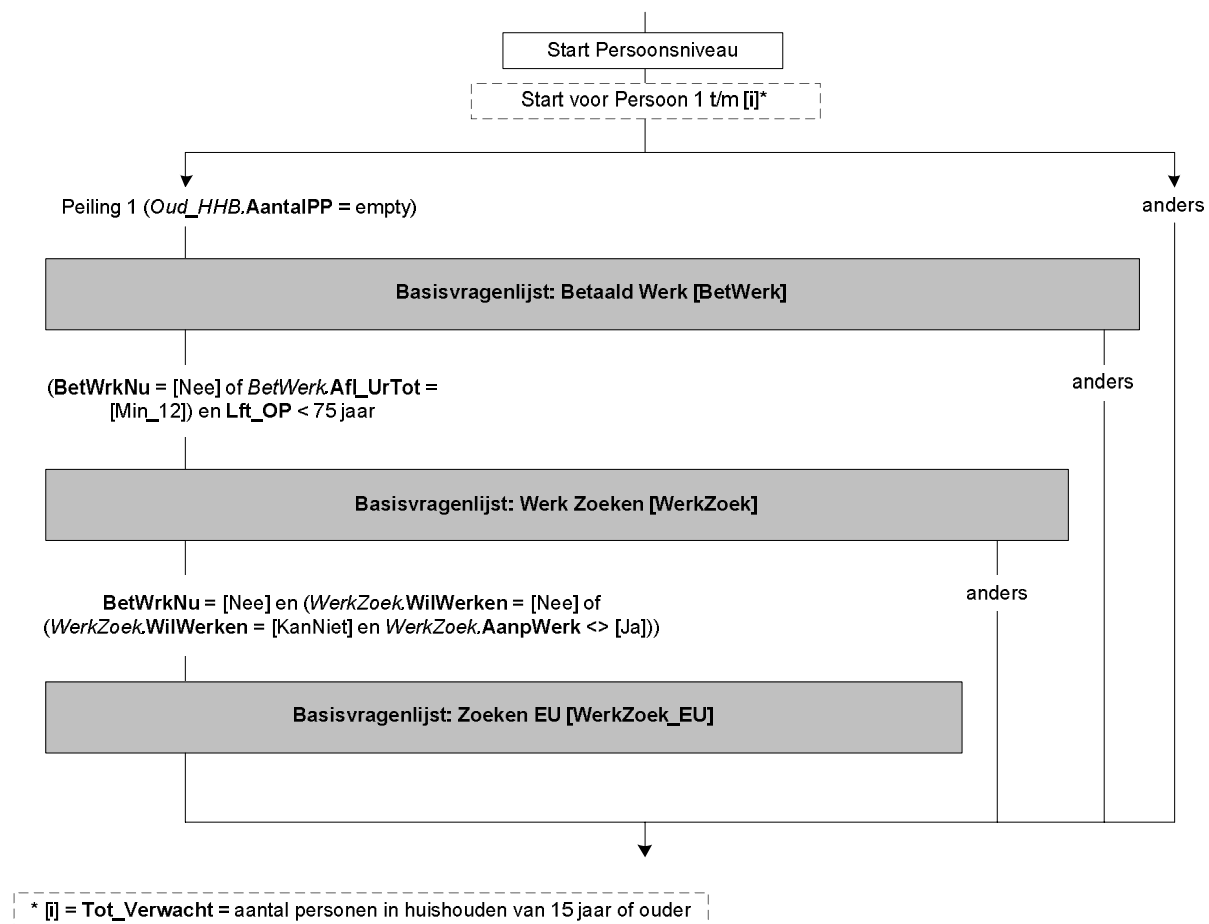 Start Persoonsniveau
Start voor Persoon 1 t/m [i]*
Peiling 1 (Oud_HHB.AantalPP = empty)
anders
Basisvragenlijst: Betaald Werk [BetWerk]
(BetWrkNu = [Nee] of BetWerk.Afl_UrTot =
[Min_12]) en Lft_OP < 75 jaar
anders
Basisvragenlijst: Werk Zoeken [WerkZoek]
BetWrkNu = [Nee] en (WerkZoek.WilWerken = [Nee] of
(WerkZoek.WilWerken = [KanNiet] en WerkZoek.AanpWerk <> [Ja]))
anders
Basisvragenlijst: Zoeken EU [WerkZoek_EU]
* [i] = Tot_Verwacht = aantal personen in huishouden van 15 jaar of ouder